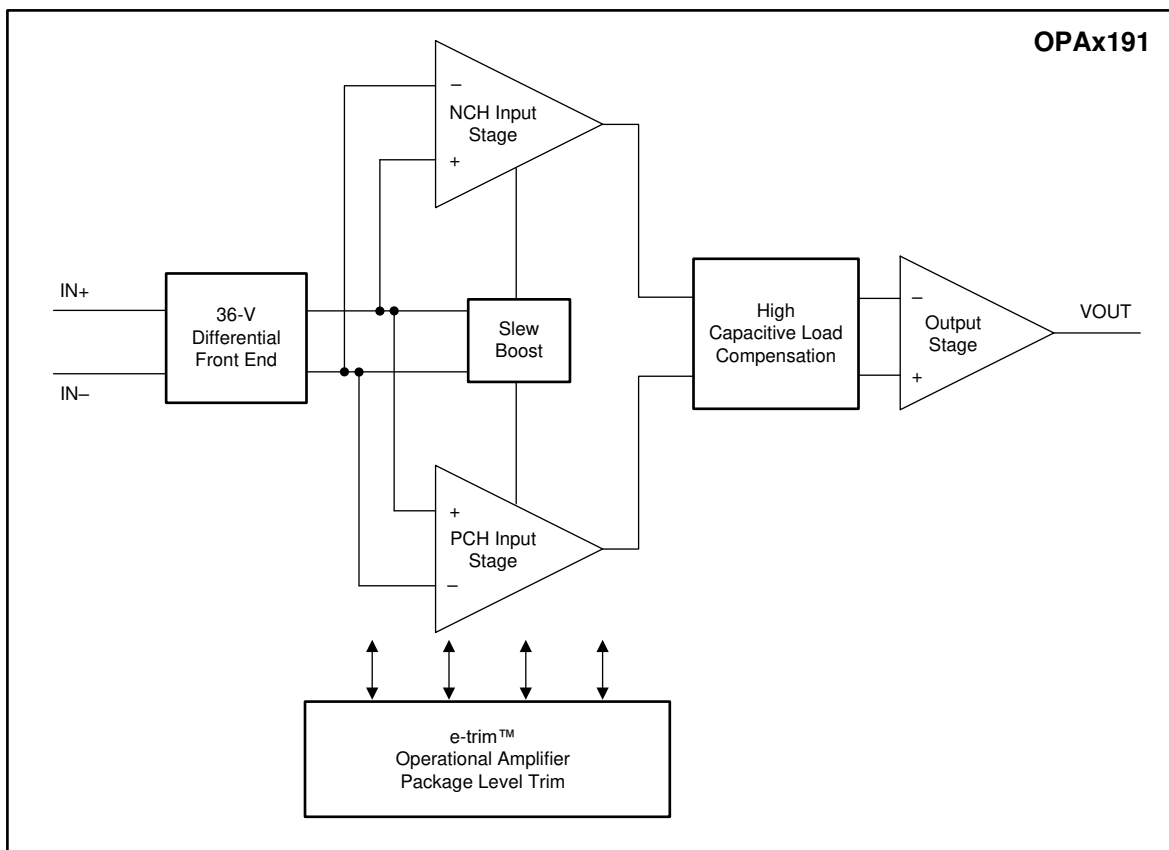 OPAx191
−
NCH Input
Stage
+
IN+
IN−
36-V
Differential
Front End
Slew
Boost
High
Capacitive Load
Compensation
−
Output
Stage
+
VOUT
+
PCH Input
Stage
−
e-trim™
Operational Amplifier
Package Level Trim